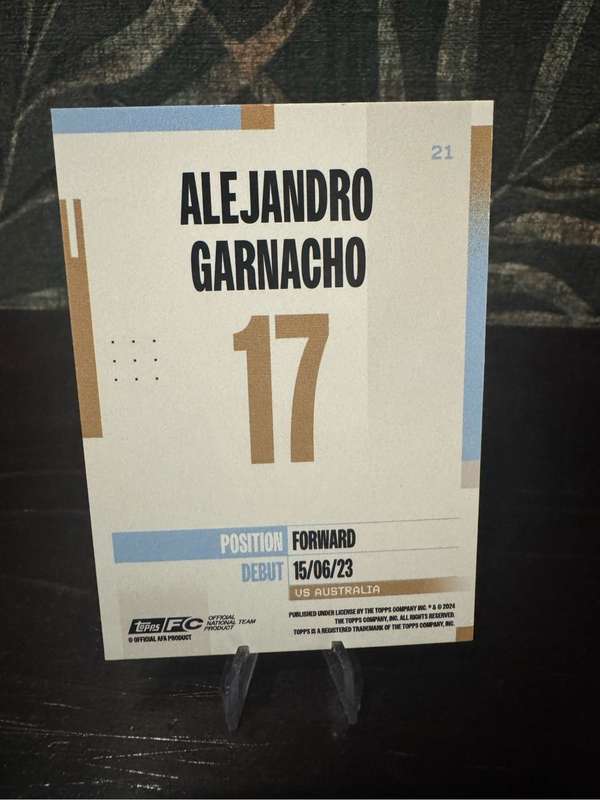 21
ALEJANDRO
GARNACHO
17
POSITION FORWARD
DEBUT 15/06/23
VS AUSTRALIA
topps FC OFFICIAL
NATIONAL TEAM
PRODUCT
© OFFICIAL AFA PRODUCT
PUBLISHED UNDER LICENSE BY THE TOPPS COMPANY INC. ® & © 2024
THE TOPPS COMPANY, INC. ALL RIGHTS RESERVED.
TOPPS IS A REGISTERED TRADEMARK OF THE TOPPS COMPANY, INC.